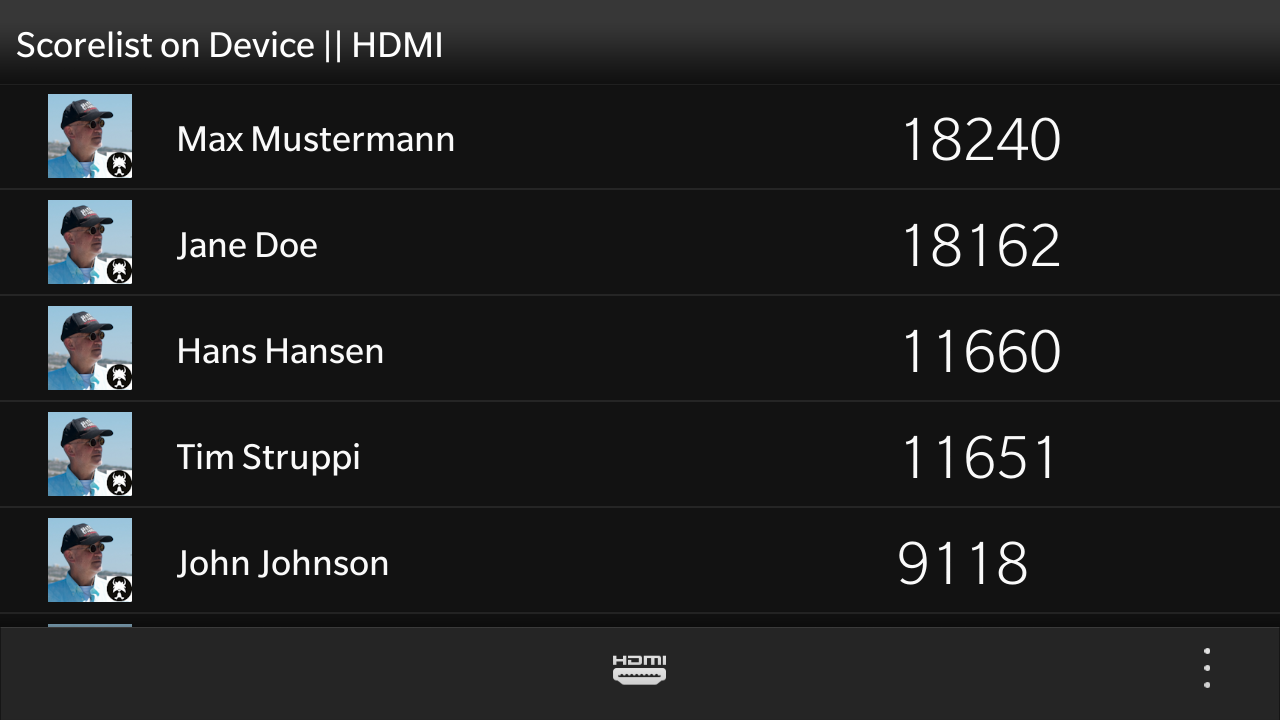 Scorelist on Device || HDMI
Max Mustermann 18240
Jane Doe 18162
Hans Hansen 11660
Tim Struppi 11651
John Johnson 9118
HDMI